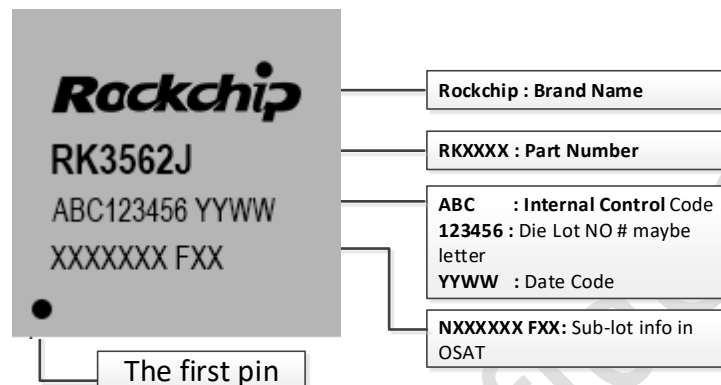 Rockchip
RK3562J
ABC123456 YYWW
XXXXXXX FXX
The first pin
Rockchip : Brand Name
RKXXXX : Part Number
ABC : Internal Control Code
123456 : Die Lot NO # maybe
letter
YYWW : Date Code
NXXXXXX FXX: Sub-lot info in
OSAT